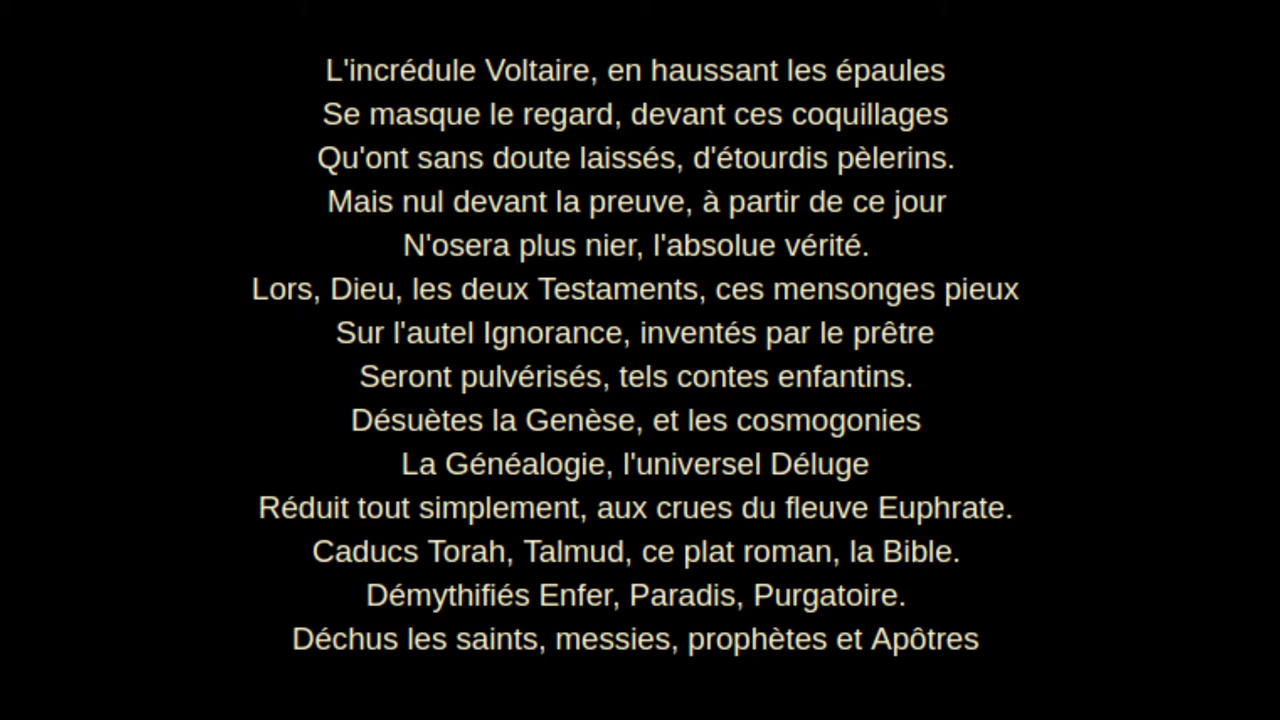 L'incrédule Voltaire, en haussant les épaules
Se masque le regard, devant ces coquillages
Qu'ont sans doute laissés, d'étourdis pèlerins.
Mais nul devant la preuve, à partir de ce jour
N'osera plus nier, l'absolue vérité.
Lors, Dieu, les deux Testaments, ces mensonges pieux
Sur l'autel Ignorance, inventés par le prêtre
Seront pulvérisés, tels contes enfantins.
Désuètes la Genèse, et les cosmogonies
La Généalogie, l'universel Déluge
Réduit tout simplement, aux crues du fleuve Euphrate.
Caducs Torah, Talmud, ce plat roman, la Bible.
Démythifiés Enfer, Paradis, Purgatoire.
Déchus les saints, messies, prophètes et Apôtres